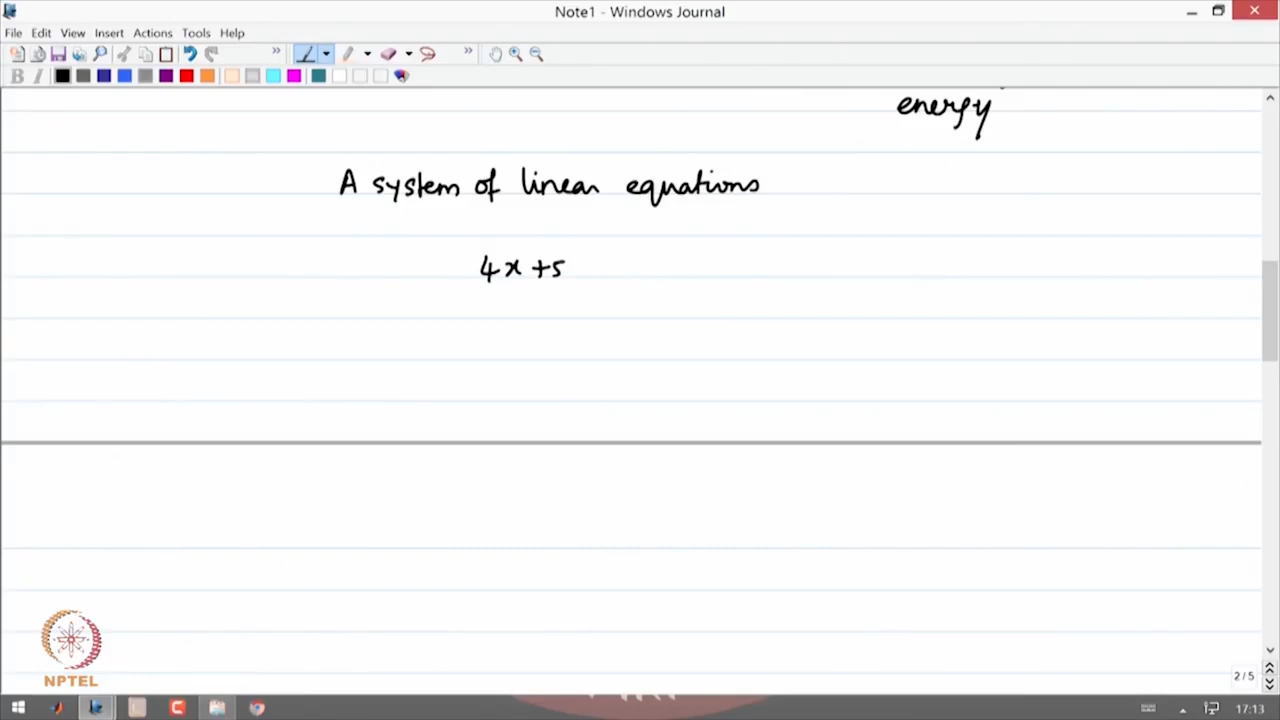 Note1 - Windows Journal
File Edit View Insert Actions Tools Help
energy
A system of linear equations
4x+5
NPTEL
2/5
17:13